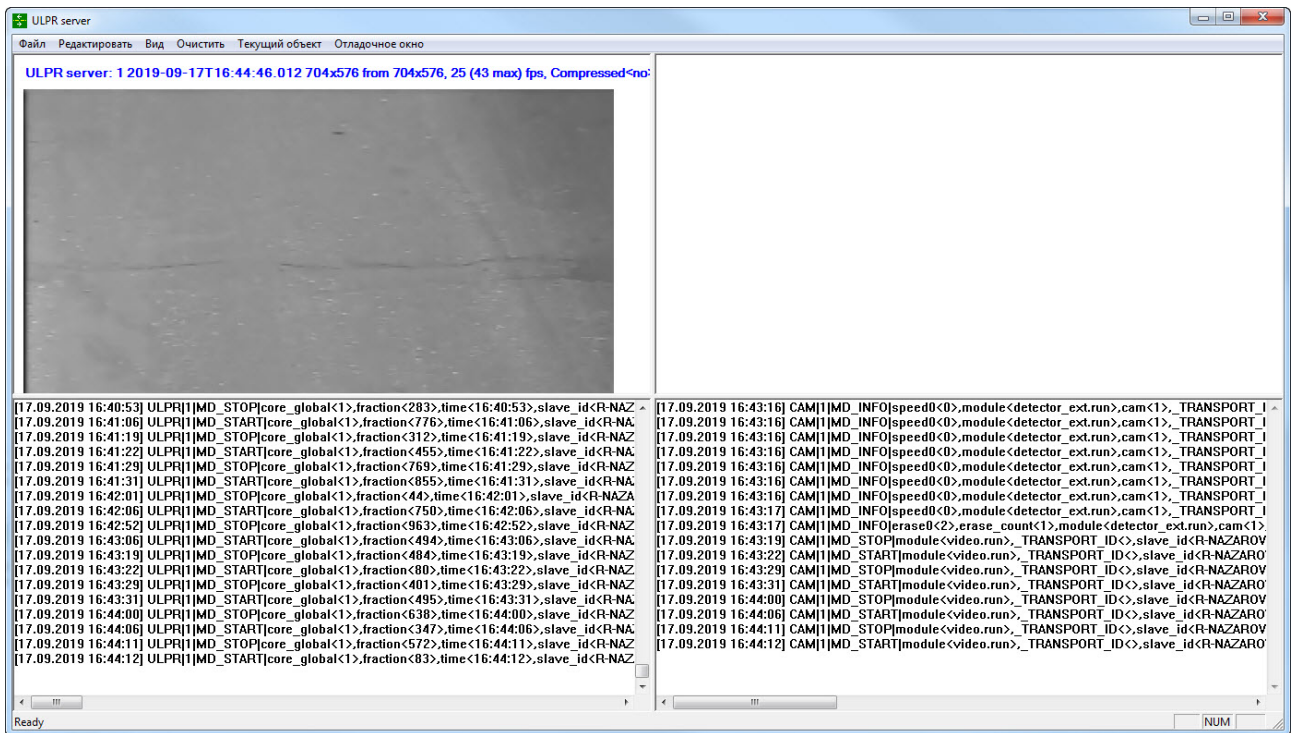 ULPR server
Файл Редактировать Вид Очистить Текущий объект Отладочное окно
ULPR server: 1 2019-09-17T16:44:46.012 704x576 from 704x576, 25 (43 max) fps, Compressed<no>
[17.09.2019 16:40:53] ULPR|1|MD_STOP|core_global<1>,fraction<283>,time<16:40:53>,slave_id<R-NAZ
[17.09.2019 16:41:06] ULPR|1|MD_START|core_global<1>,fraction<776>,time<16:41:06>,slave_id<R-NA
[17.09.2019 16:41:19] ULPR|1|MD_STOP|core_global<1>,fraction<312>,time<16:41:19>,slave_id<R-NAZ
[17.09.2019 16:41:22] ULPR|1|MD_START|core_global<1>,fraction<455>,time<16:41:22>,slave_id<R-NA
[17.09.2019 16:41:29] ULPR|1|MD_STOP|core_global<1>,fraction<769>,time<16:41:29>,slave_id<R-NAZ
[17.09.2019 16:41:31] ULPR|1|MD_START|core_global<1>,fraction<855>,time<16:41:31>,slave_id<R-NA
[17.09.2019 16:42:01] ULPR|1|MD_STOP|core_global<1>,fraction<44>,time<16:42:01>,slave_id<R-NAZA
[17.09.2019 16:42:06] ULPR|1|MD_START|core_global<1>,fraction<750>,time<16:42:06>,slave_id<R-NA
[17.09.2019 16:42:52] ULPR|1|MD_STOP|core_global<1>,fraction<963>,time<16:42:52>,slave_id<R-NAZ
[17.09.2019 16:43:06] ULPR|1|MD_START|core_global<1>,fraction<494>,time<16:43:06>,slave_id<R-NA
[17.09.2019 16:43:19] ULPR|1|MD_STOP|core_global<1>,fraction<484>,time<16:43:19>,slave_id<R-NAZ
[17.09.2019 16:43:22] ULPR|1|MD_START|core_global<1>,fraction<80>,time<16:43:22>,slave_id<R-NAZ
[17.09.2019 16:43:29] ULPR|1|MD_STOP|core_global<1>,fraction<401>,time<16:43:29>,slave_id<R-NAZ
[17.09.2019 16:43:31] ULPR|1|MD_START|core_global<1>,fraction<495>,time<16:43:31>,slave_id<R-NA
[17.09.2019 16:44:00] ULPR|1|MD_STOP|core_global<1>,fraction<638>,time<16:44:00>,slave_id<R-NAZ
[17.09.2019 16:44:06] ULPR|1|MD_START|core_global<1>,fraction<347>,time<16:44:06>,slave_id<R-NA
[17.09.2019 16:44:11] ULPR|1|MD_STOP|core_global<1>,fraction<572>,time<16:44:11>,slave_id<R-NAZ
[17.09.2019 16:44:12] ULPR|1|MD_START|core_global<1>,fraction<83>,time<16:44:12>,slave_id<R-NAZ
[17.09.2019 16:43:16] CAM|1|MD_INFO|speed0<0>,module<detector_ext.run>,cam<1>,_TRANSPORT_I
[17.09.2019 16:43:16] CAM|1|MD_INFO|speed0<0>,module<detector_ext.run>,cam<1>,_TRANSPORT_I
[17.09.2019 16:43:16] CAM|1|MD_INFO|speed0<0>,module<detector_ext.run>,cam<1>,_TRANSPORT_I
[17.09.2019 16:43:16] CAM|1|MD_INFO|speed0<0>,module<detector_ext.run>,cam<1>,_TRANSPORT_I
[17.09.2019 16:43:16] CAM|1|MD_INFO|speed0<0>,module<detector_ext.run>,cam<1>,_TRANSPORT_I
[17.09.2019 16:43:16] CAM|1|MD_INFO|speed0<0>,module<detector_ext.run>,cam<1>,_TRANSPORT_I
[17.09.2019 16:43:16] CAM|1|MD_INFO|speed0<0>,module<detector_ext.run>,cam<1>,_TRANSPORT_I
[17.09.2019 16:43:17] CAM|1|MD_INFO|speed0<0>,module<detector_ext.run>,cam<1>,_TRANSPORT_I
[17.09.2019 16:43:17] CAM|1|MD_INFO|erase0<2>,erase_count<1>,module<detector_ext.run>,cam<1>,
[17.09.2019 16:43:19] CAM|1|MD_STOP|module<video.run>,_TRANSPORT_ID<>,slave_id<R-NAZAROV
[17.09.2019 16:43:22] CAM|1|MD_START|module<video.run>,_TRANSPORT_ID<>,slave_id<R-NAZARO
[17.09.2019 16:43:29] CAM|1|MD_STOP|module<video.run>,_TRANSPORT_ID<>,slave_id<R-NAZAROV
[17.09.2019 16:43:31] CAM|1|MD_START|module<video.run>,_TRANSPORT_ID<>,slave_id<R-NAZARO
[17.09.2019 16:44:00] CAM|1|MD_STOP|module<video.run>,_TRANSPORT_ID<>,slave_id<R-NAZAROV
[17.09.2019 16:44:06] CAM|1|MD_START|module<video.run>,_TRANSPORT_ID<>,slave_id<R-NAZARO
[17.09.2019 16:44:11] CAM|1|MD_STOP|module<video.run>,_TRANSPORT_ID<>,slave_id<R-NAZAROV
[17.09.2019 16:44:12] CAM|1|MD_START|module<video.run>,_TRANSPORT_ID<>,slave_id<R-NAZARO
Ready
NUM